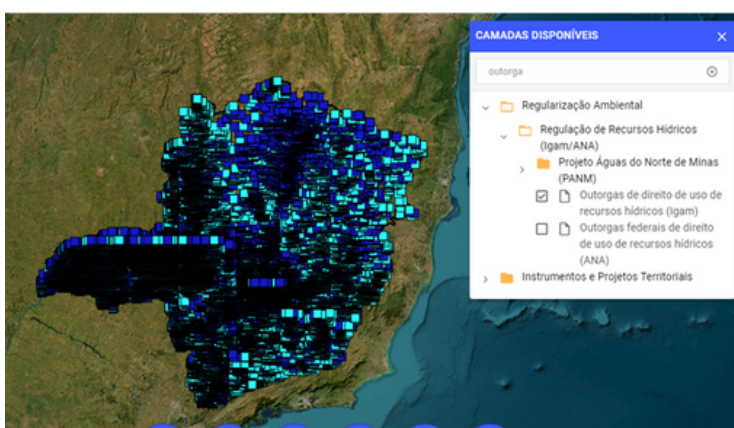 CAMADAS DISPONÍVEIS
outorga
Regularização Ambiental
Regulação de Recursos Hídricos
(Igam/ANA)
Projeto Águas do Norte de Minas
(PANM)
Outorgas de direito de uso de
recursos hídricos (Igam)
Outorgas federais de direito
de uso de recursos hídricos
(ANA)
Instrumentos e Projetos Territoriais